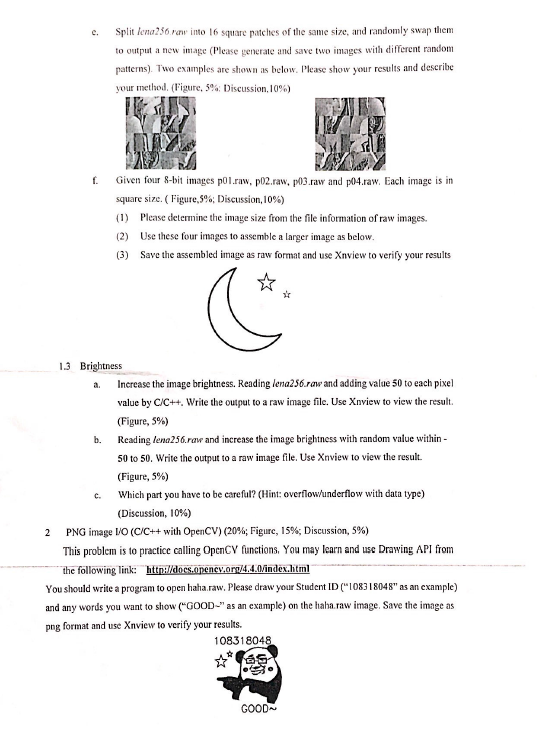 e. Split lena256.raw into 16 square patches of the same size, and randomly swap them
to output a new image (Please generate and save two images with different random
patterns). Two examples are shown as below. Please show your results and describe
your method. (Figure, 5%; Discussion,10%)
f. Given four 8-bit images p01.raw, p02.raw, p03.raw and p04.raw. Each image is in
square size. ( Figure,5%; Discussion,10%)
(1) Please determine the image size from the file information of raw images.
(2) Use these four images to assemble a larger image as below.
(3) Save the assembled image as raw format and use Xnview to verify your results
1.3 Brightness
a. Increase the image brightness. Reading lena256.raw and adding value 50 to each pixel
value by C/C++. Write the output to a raw image file. Use Xnview to view the result.
(Figure, 5%)
b. Reading lena256.raw and increase the image brightness with random value within -
50 to 50. Write the output to a raw image file. Use Xnview to view the result.
(Figure, 5%)
c. Which part you have to be careful? (Hint: overflow/underflow with data type)
(Discussion, 10%)
2 PNG image I/O (C/C++ with OpenCV) (20%; Figure, 15%; Discussion, 5%)
This problem is to practice calling OpenCV functions. You may learn and use Drawing API from
the following link: http://docs.opencv.org/4.4.0/index.html
You should write a program to open haha.raw. Please draw your Student ID ("108318048" as an example)
and any words you want to show ("GOOD~" as an example) on the haha.raw image. Save the image as
png format and use Xnview to verify your results.
108318048
GOOD~